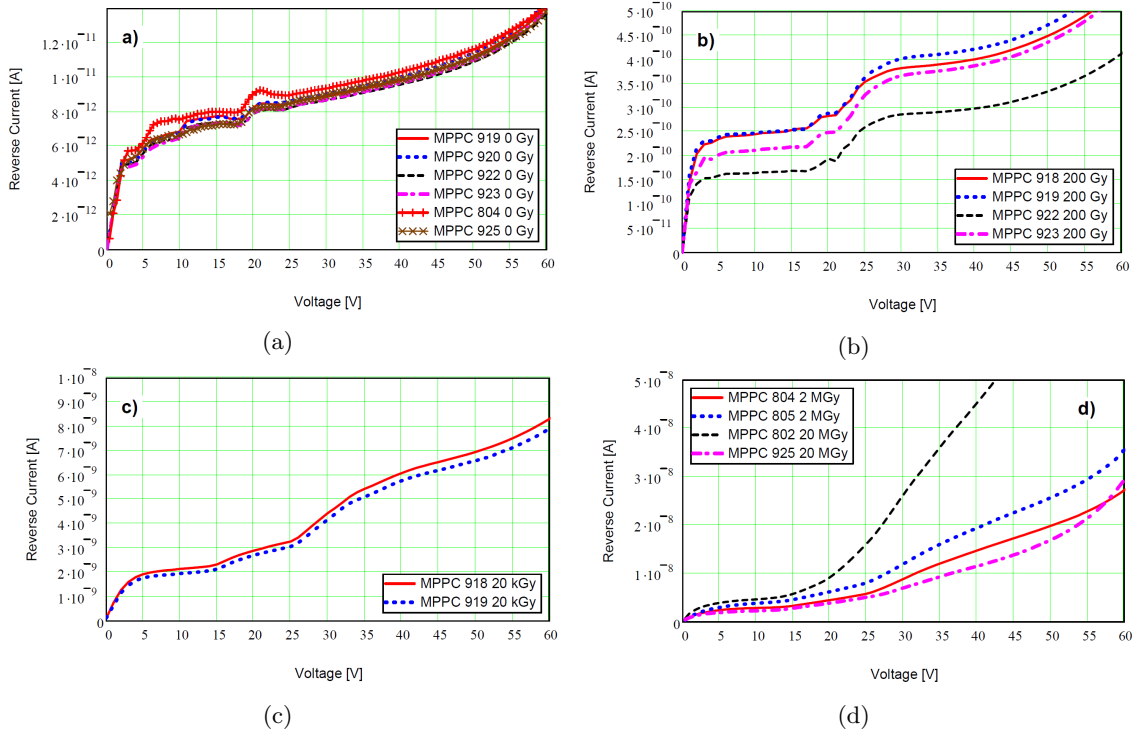 a)
Reverse Current [A]
1.2·10⁻¹¹
1·10⁻¹¹
8·10⁻¹²
6·10⁻¹²
4·10⁻¹²
2·10⁻¹²
0
MPPC 919 0 Gy
MPPC 920 0 Gy
MPPC 922 0 Gy
MPPC 923 0 Gy
MPPC 804 0 Gy
MPPC 925 0 Gy
0 5 10 15 20 25 30 35 40 45 50 55 60
Voltage [V]
(a)
b)
Reverse Current [A]
5·10⁻¹⁰
4.5·10⁻¹⁰
4·10⁻¹⁰
3.5·10⁻¹⁰
3·10⁻¹⁰
2.5·10⁻¹⁰
2·10⁻¹⁰
1.5·10⁻¹⁰
1·10⁻¹⁰
5·10⁻¹¹
0
MPPC 918 200 Gy
MPPC 919 200 Gy
MPPC 922 200 Gy
MPPC 923 200 Gy
0 5 10 15 20 25 30 35 40 45 50 55 60
Voltage [V]
(b)
c)
Reverse Current [A]
1·10⁻⁸
9·10⁻⁹
8·10⁻⁹
7·10⁻⁹
6·10⁻⁹
5·10⁻⁹
4·10⁻⁹
3·10⁻⁹
2·10⁻⁹
1·10⁻⁹
0
MPPC 918 20 kGy
MPPC 919 20 kGy
0 5 10 15 20 25 30 35 40 45 50 55 60
Voltage [V]
(c)
d)
Reverse Current [A]
5·10⁻⁸
4·10⁻⁸
3·10⁻⁸
2·10⁻⁸
1·10⁻⁸
0
MPPC 804 2 MGy
MPPC 805 2 MGy
MPPC 802 20 MGy
MPPC 925 20 MGy
0 5 10 15 20 25 30 35 40 45 50 55 60
Voltage [V]
(d)